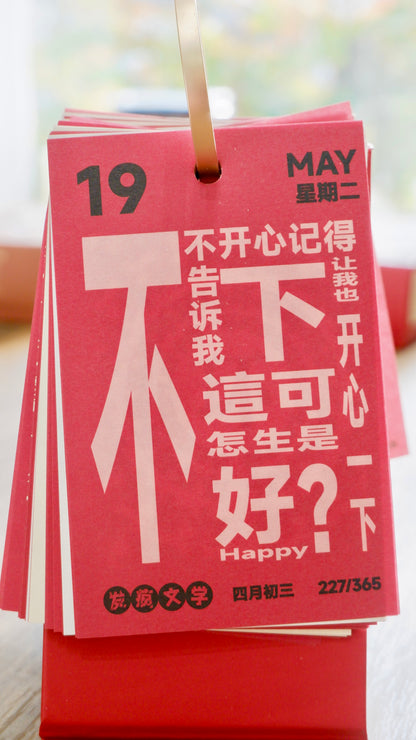 19
MAY
星期二
不
不开心记得
告诉我
下
让我也
开心
一下
這可
怎生是
好?
Happy
发疯文学
四月初三
227/365